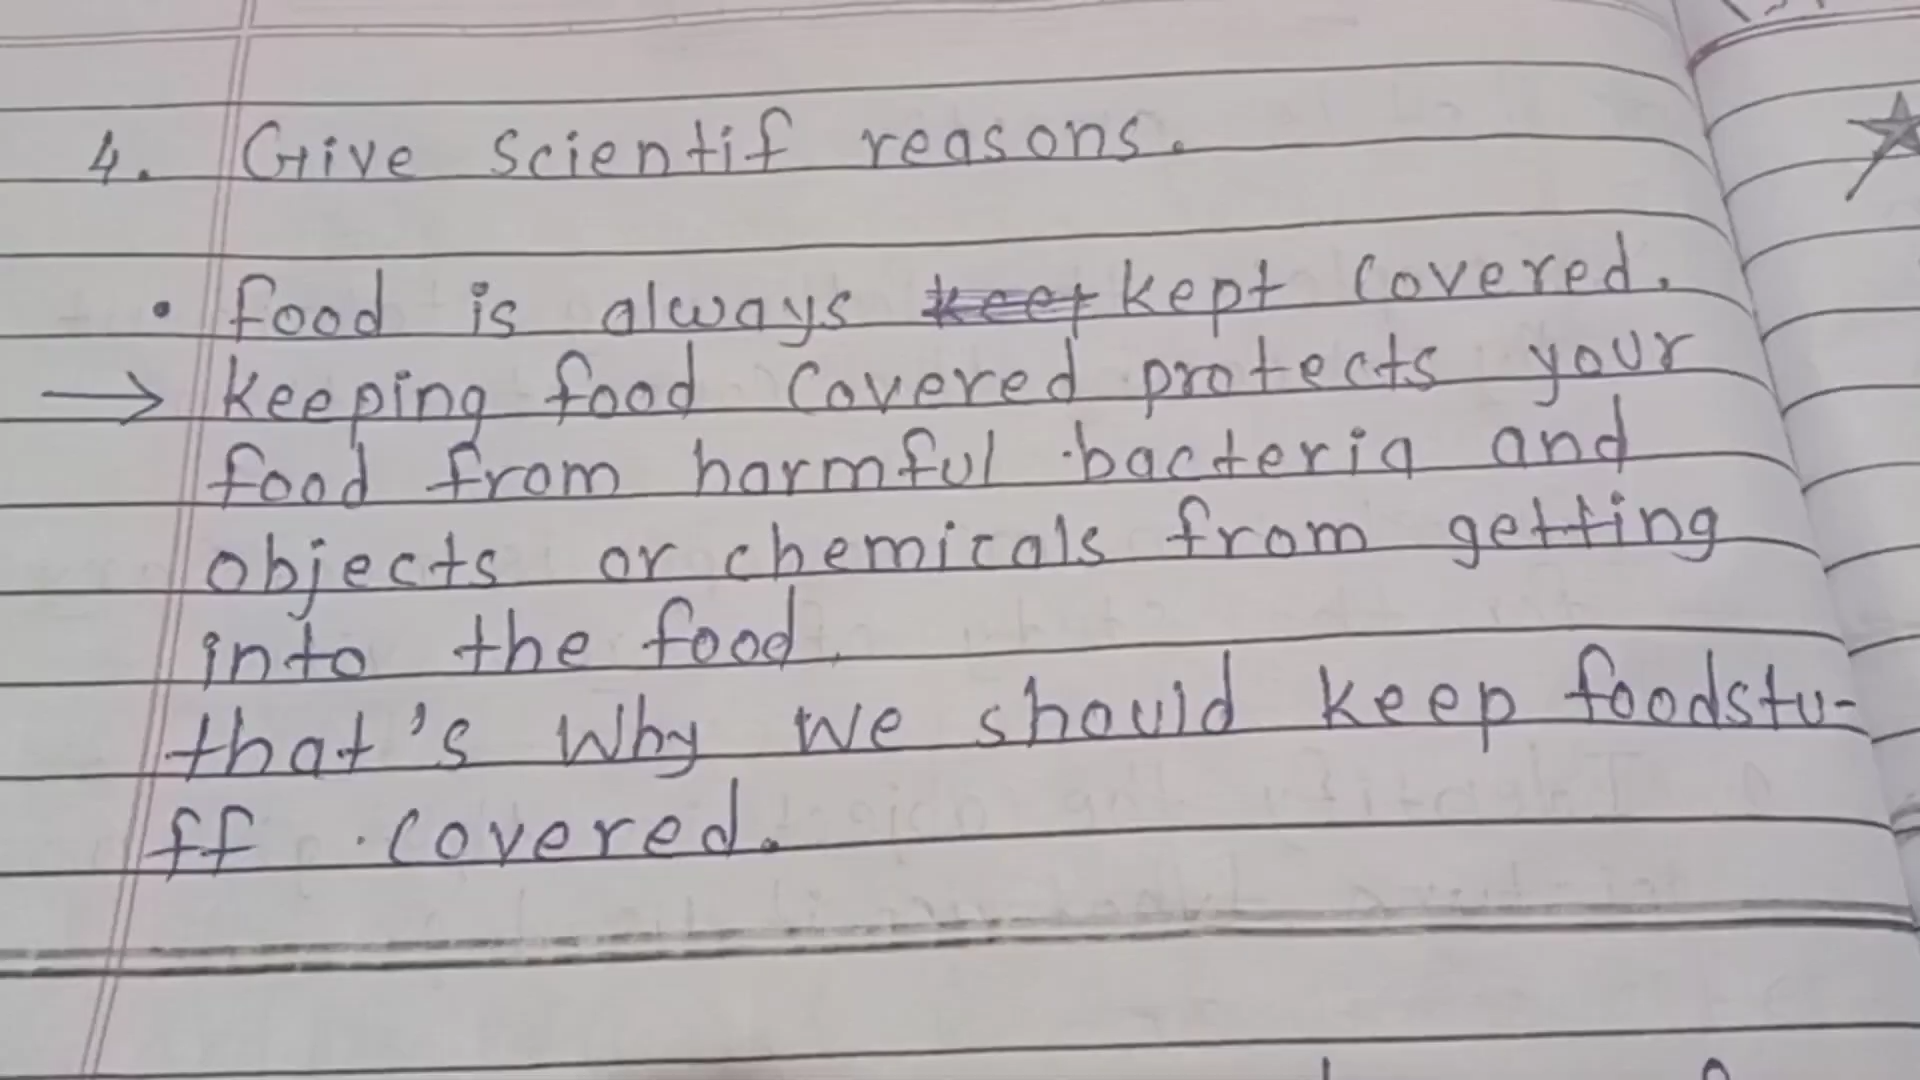 4. Give scientif reasons.
• food is always kept covered.
→ keeping food covered protects your
food from harmful bacteria and
objects or chemicals from getting
into the food.
that's why we should keep foodstu-
ff covered.